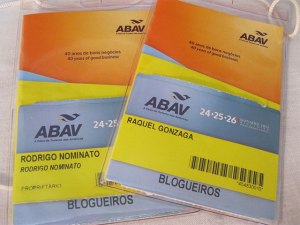 ABAV
40 anos de bons negócios
40 years of good business
ABAV
24•25•26
RODRIGO NOMINATO
RODRIGO NOMINATO
PROPRIETÁRIO
BLOGUEIROS
ABAV
40 anos de bons negócios
40 years of good business
ABAV
24•25•26
RAQUEL GONZAGA
BLOGUEIROS